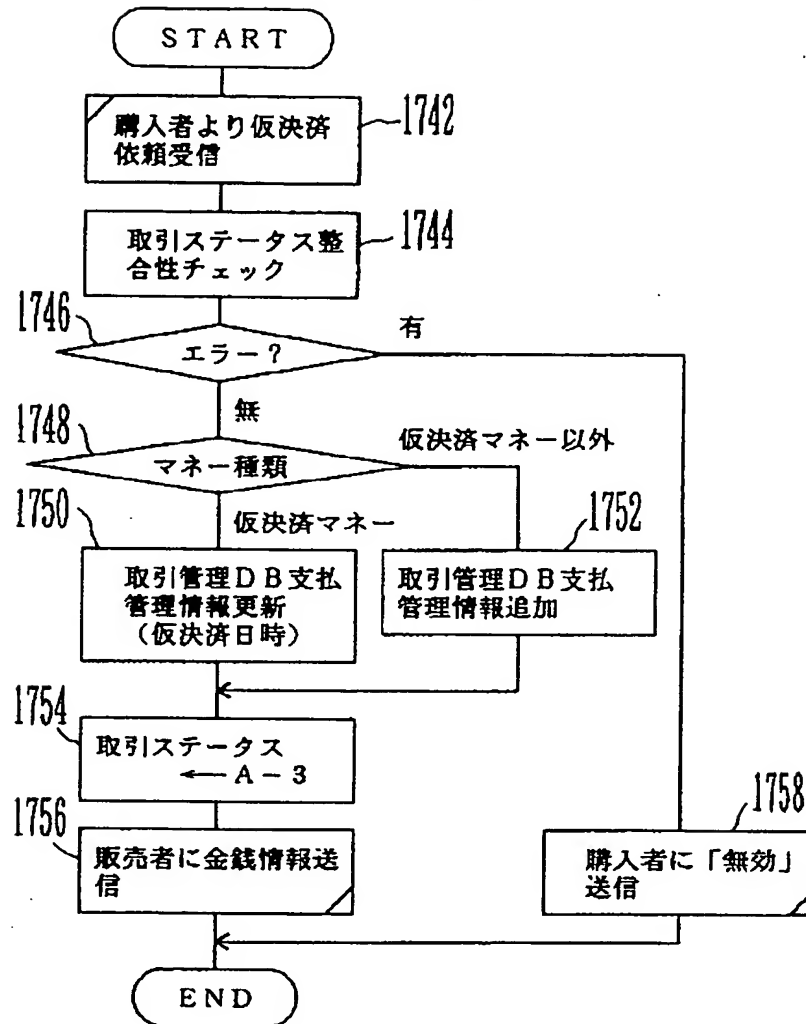 START
購入者より仮決済
依頼受信
1742
取引ステータス整
合性チェック
1744
1746
エラー?
有
無
1748
マネー種類
仮決済マネー以外
1750
仮決済マネー
1752
取引管理DB支払
管理情報更新
(仮決済日時)
取引管理DB支払
管理情報追加
1754
取引ステータス
←A-3
1756
販売者に金銭情報送
信
1758
購入者に「無効」
送信
END